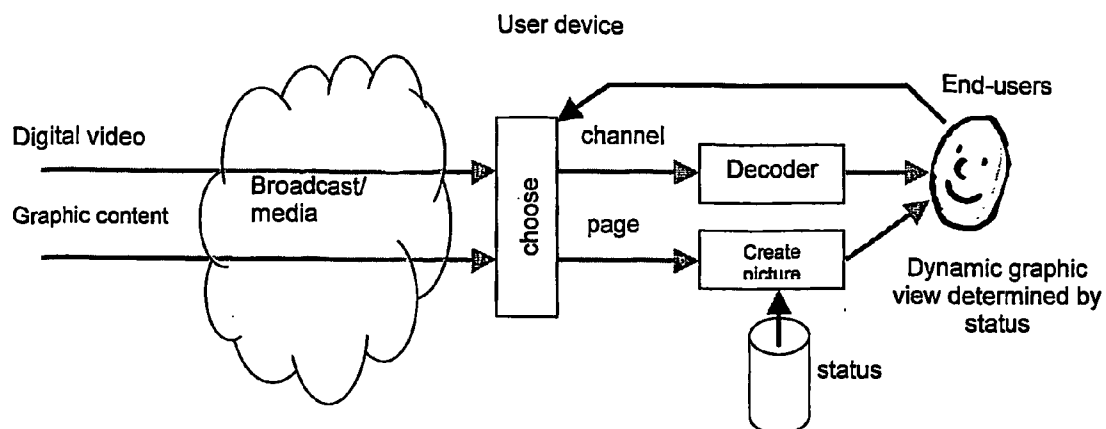 User device
End-users
Digital video
channel
Decoder
Broadcast/
media
Graphic content
choose
page
Create
picture
Dynamic graphic
view determined by
status
status